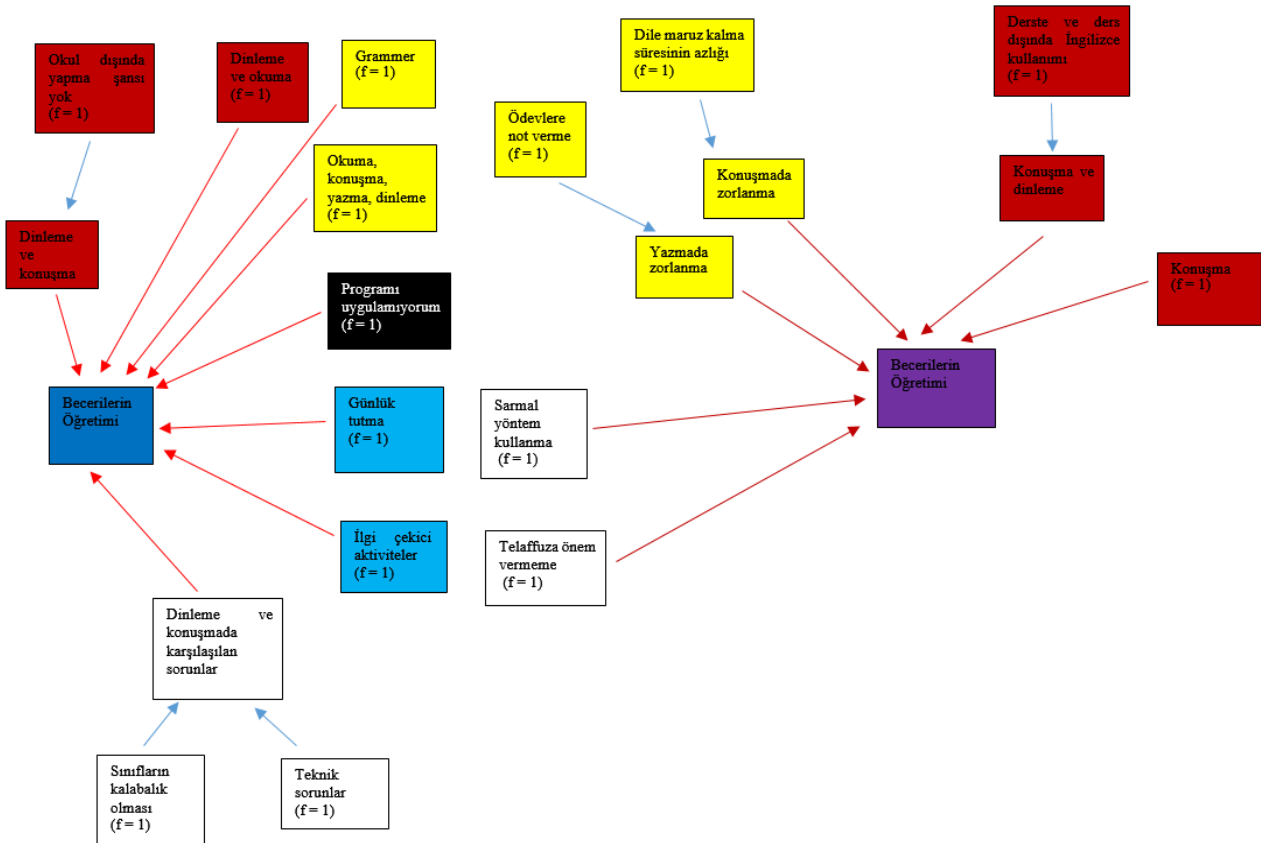 Okul dışında
yapma şansı
yok
(f = 1)
Dinleme
ve okuma
(f = 1)
Grammer
(f = 1)
Dile maruz kalma
süresinin azlığı
(f = 1)
Derste ve ders
dışında İngilizce
kullanımı
(f = 1)
Ödevlere
not verme
(f = 1)
Okuma,
konuşma,
yazma, dinleme
(f = 1)
Konuşmada
zorlanma
Konuşma ve
dinleme
Dinleme
ve
konuşma
Yazmada
zorlanma
Konuşma
(f = 1)
Programı
uygulamıyorum
(f = 1)
Becerilerin
Öğretimi
Becerilerin
Öğretimi
Günlük
tutma
(f = 1)
Sarmal
yöntem
kullanma
(f = 1)
İlgi çekici
aktiviteler
(f = 1)
Telaffuza önem
vermeme
(f = 1)
Dinleme ve
konuşmada
karşılaşılan
sorunlar
Sınıfların
kalabalık
olması
(f = 1)
Teknik
sorunlar
(f = 1)